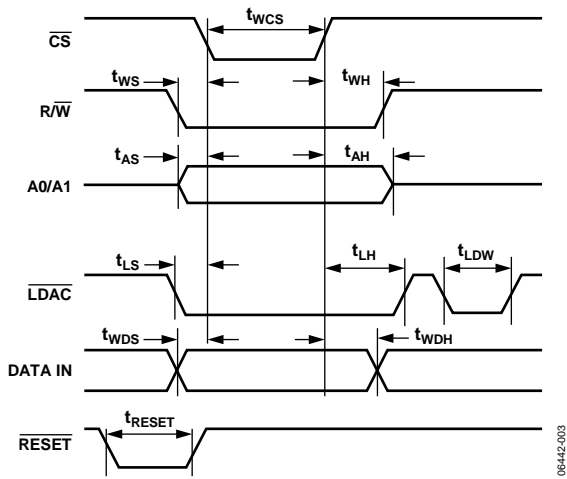 CS
tWCS
tWS
tWH
R/W
tAS
tAH
A0/A1
tLS
tLH
tLDW
LDAC
tWDS
tWDH
DATA IN
tRESET
RESET
06442-003